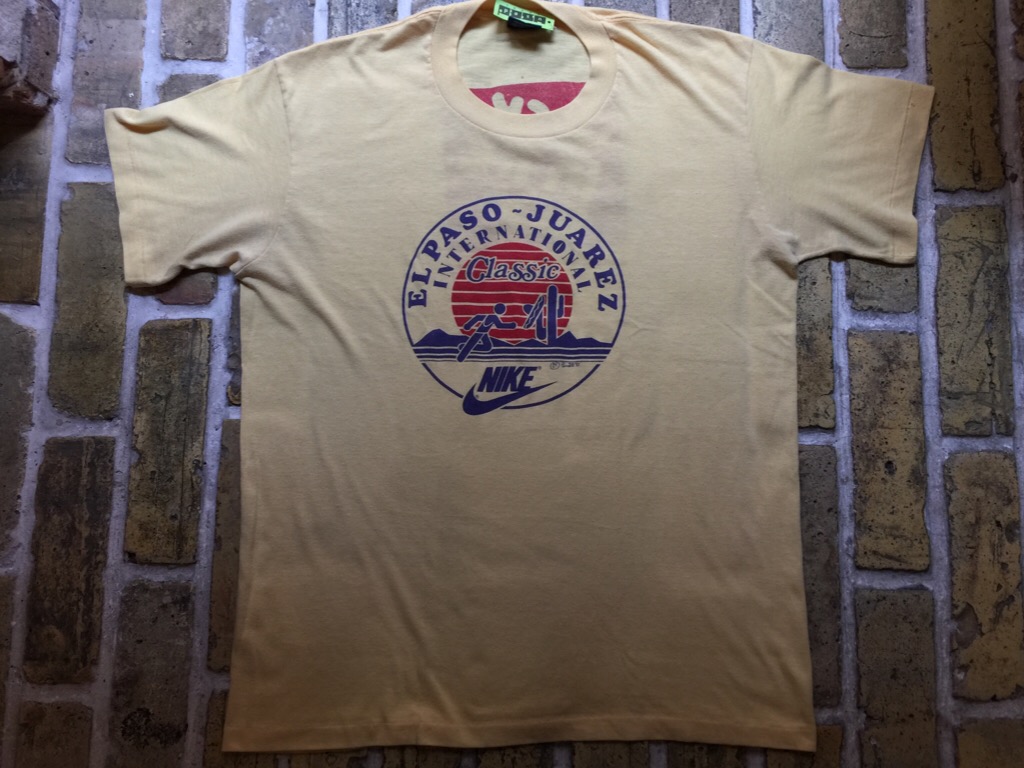 EL PASO ~ JUAREZ
INTERNATIONAL
Classic
NIKE